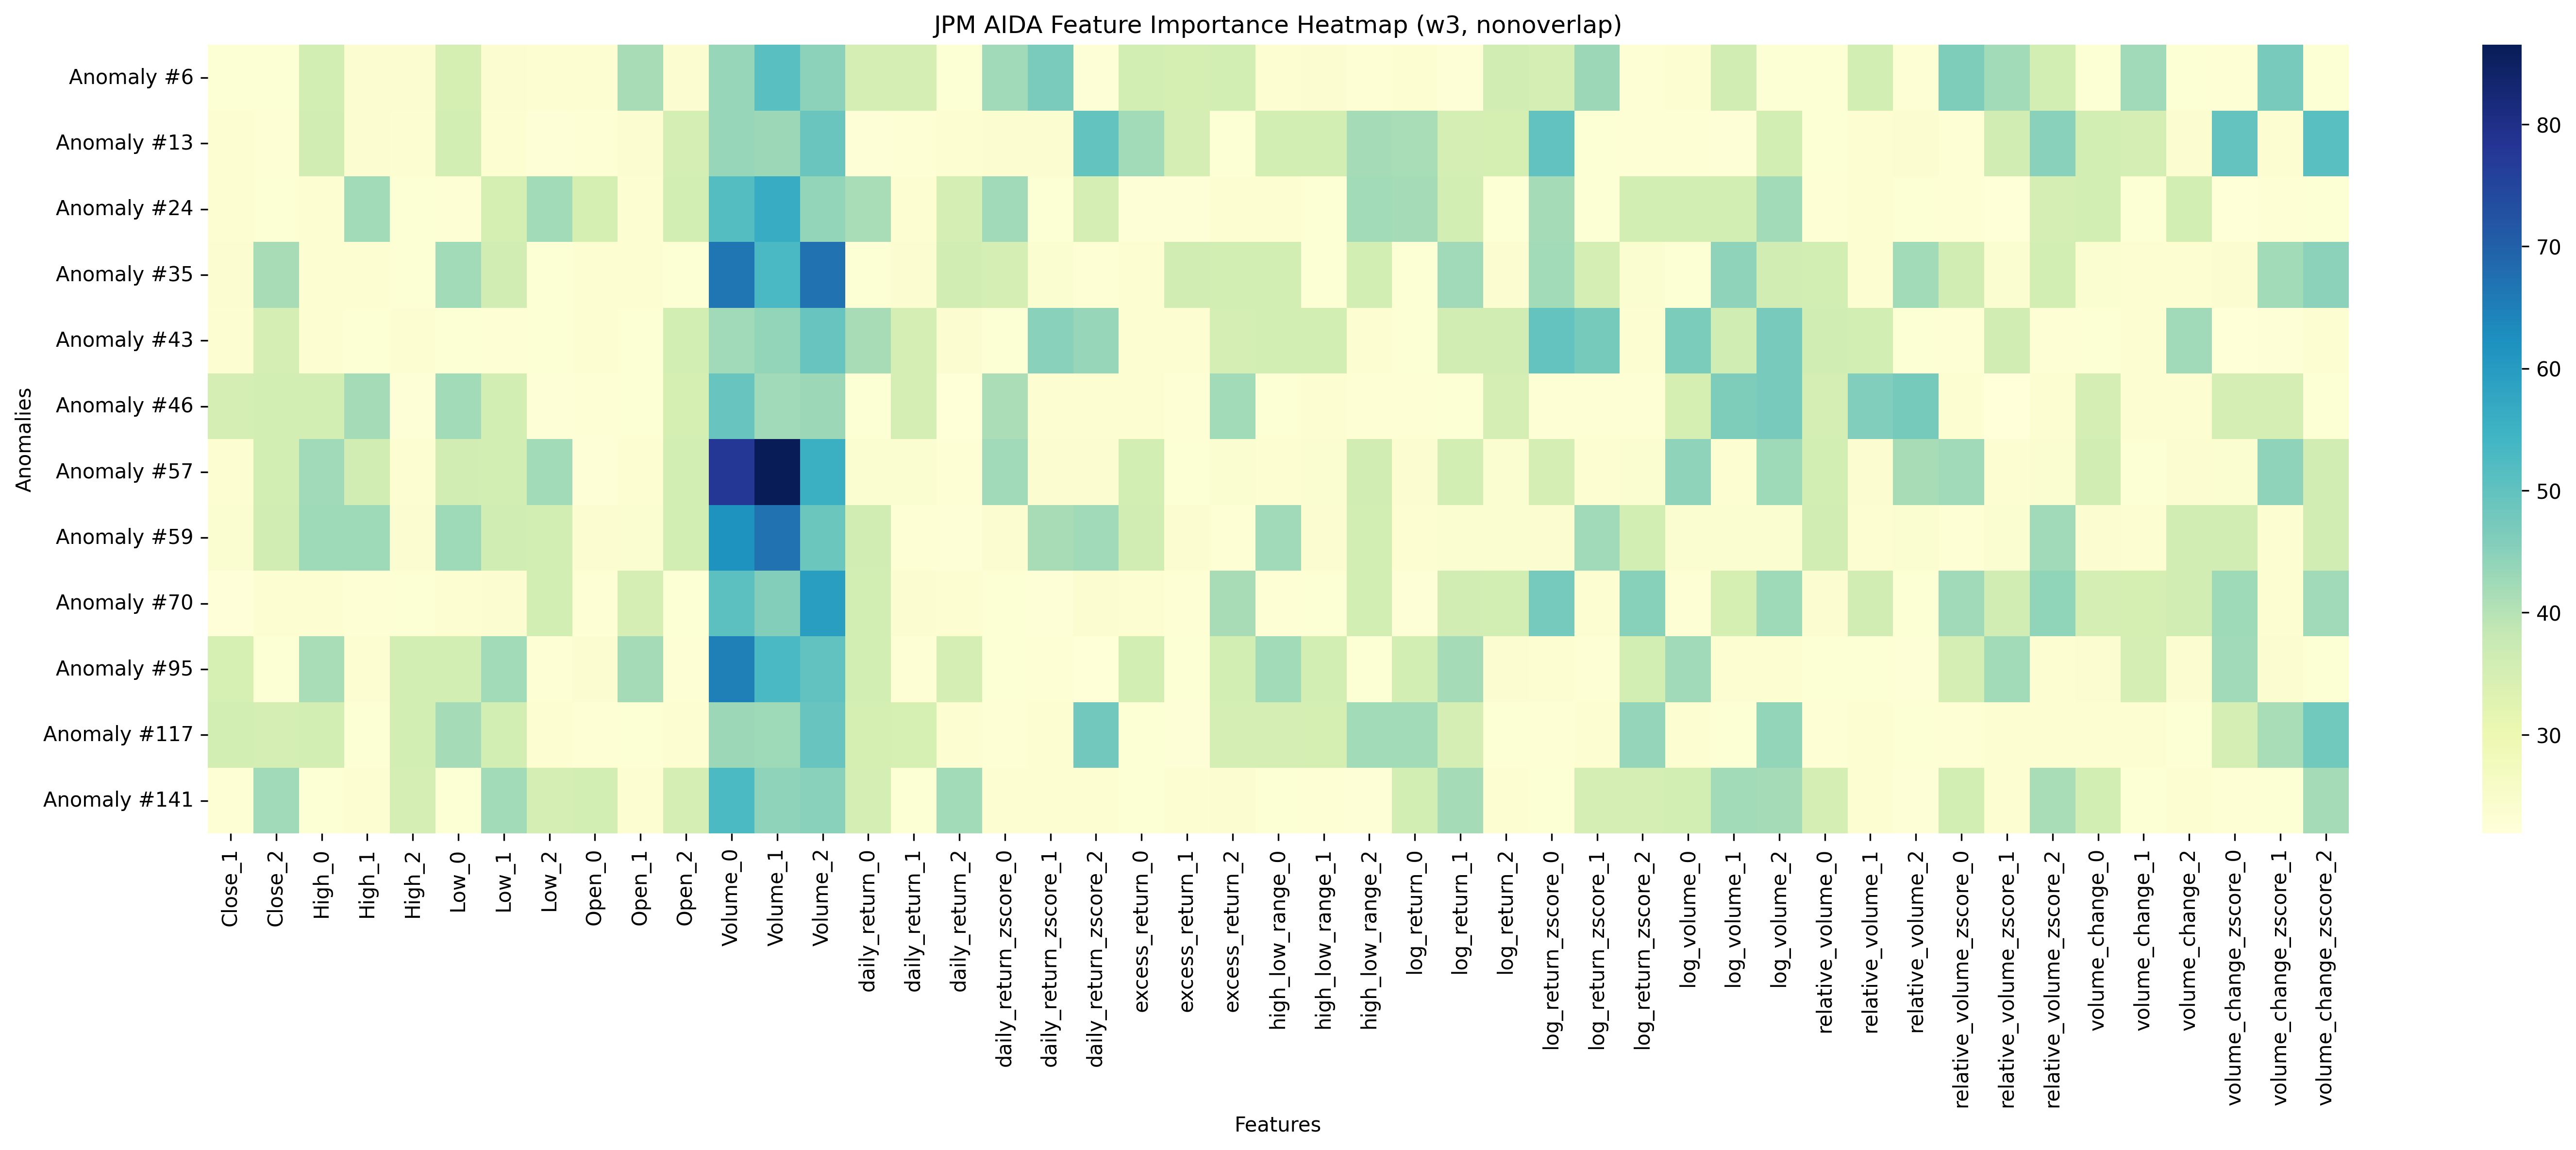 JPM AIDA Feature Importance Heatmap (w3, nonoverlap)
Anomalies
Anomaly #6
Anomaly #13
Anomaly #24
Anomaly #35
Anomaly #43
Anomaly #46
Anomaly #57
Anomaly #59
Anomaly #70
Anomaly #95
Anomaly #117
Anomaly #141
Close_1
Close_2
High_0
High_1
High_2
Low_0
Low_1
Low_2
Open_0
Open_1
Open_2
Volume_0
Volume_1
Volume_2
daily_return_0
daily_return_1
daily_return_2
daily_return_zscore_0
daily_return_zscore_1
daily_return_zscore_2
excess_return_0
excess_return_1
excess_return_2
high_low_range_0
high_low_range_1
high_low_range_2
log_return_0
log_return_1
log_return_2
log_return_zscore_0
log_return_zscore_1
log_return_zscore_2
log_volume_0
log_volume_1
log_volume_2
relative_volume_0
relative_volume_1
relative_volume_2
relative_volume_zscore_0
relative_volume_zscore_1
relative_volume_zscore_2
volume_change_0
volume_change_1
volume_change_2
volume_change_zscore_0
volume_change_zscore_1
volume_change_zscore_2
Features
80
70
60
50
40
30